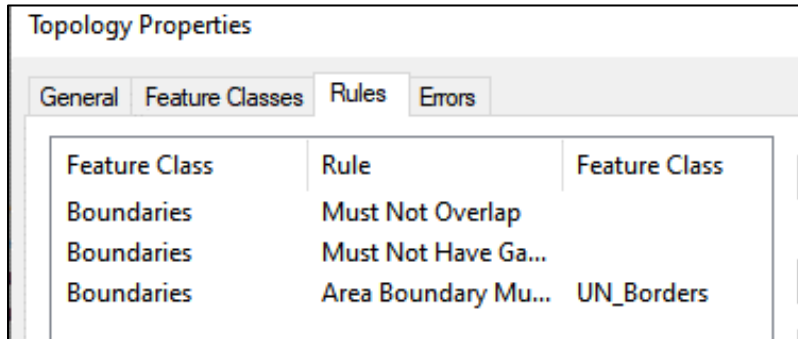 Topology Properties
General Feature Classes Rules Errors
Feature Class Rule Feature Class
Boundaries Must Not Overlap
Boundaries Must Not Have Ga...
Boundaries Area Boundary Mu... UN_Borders